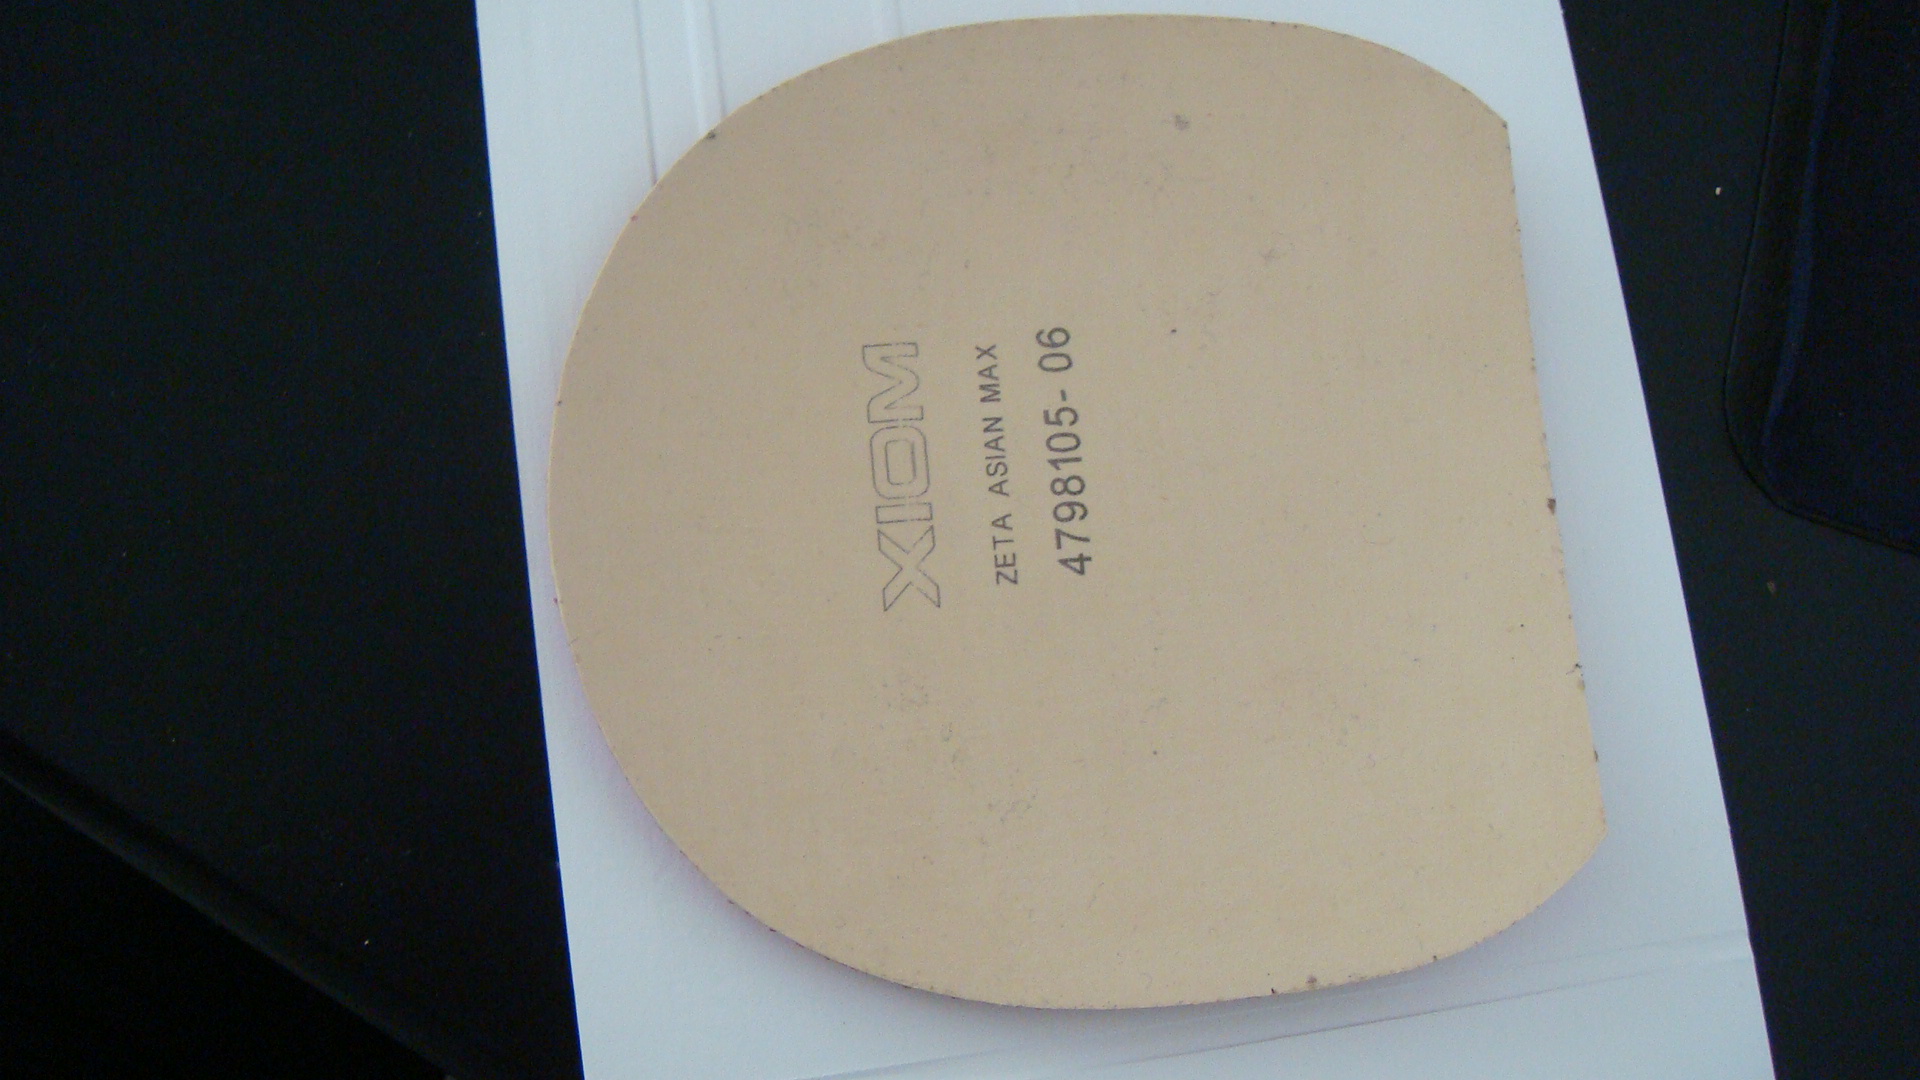 XIOM
ZETA ASIAN MAX
4798105- 06